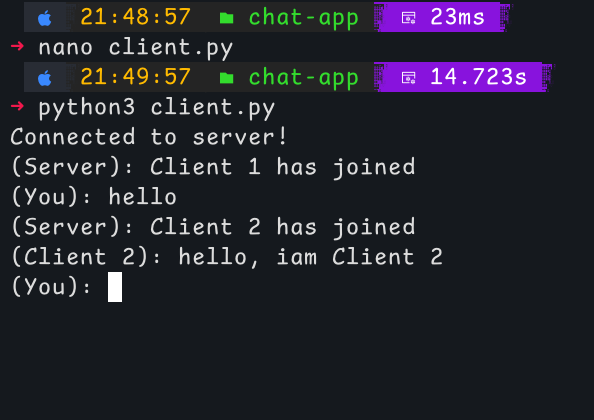 21:48:57 chat-app 23ms
→ nano client.py
21:49:57 chat-app 14.723s
→ python3 client.py
Connected to server!
(Server): Client 1 has joined
(You): hello
(Server): Client 2 has joined
(Client 2): hello, iam Client 2
(You):